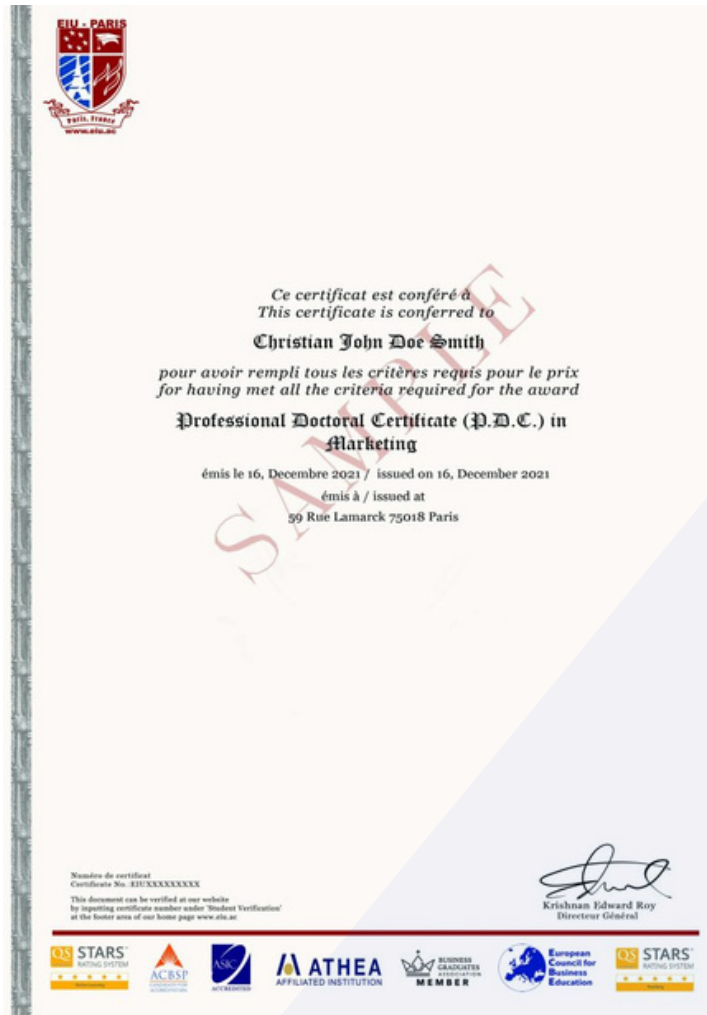 EIU - PARIS
Paris, France
www.eiu.ac
Ce certificat est conféré à
This certificate is conferred to
Christian John Doe Smith
pour avoir rempli tous les critères requis pour le prix
for having met all the criteria required for the award
Professional Doctoral Certificate (P.D.C.) in
Marketing
émis le 16, Decembre 2021 / issued on 16, December 2021
émis à / issued at
59 Rue Lamarck 75018 Paris
SAMPLE
Numéro de certificat
Certificate No. :EIUXXXXXXXXX
This document can be verified at our website
by inputting certificate number under 'Student Verification'
at the footer area of our home page www.eiu.ac
Krishnan Edward Roy
Directeur Général
QS STARS
RATING SYSTEM
ACBSP
CANDIDATE FOR
ACCREDITATION
ASIC
ACCREDITED
ATHEA
AFFILIATED INSTITUTION
BUSINESS
GRADUATES
ASSOCIATION
MEMBER
European
Council for
Business
Education
QS STARS
RATING SYSTEM